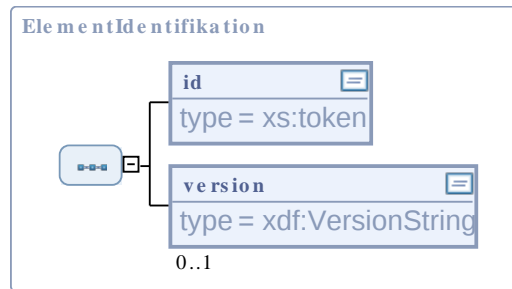 ElementIdentifikation
id
type = xs:token
version
type = xdf:VersionString
0..1